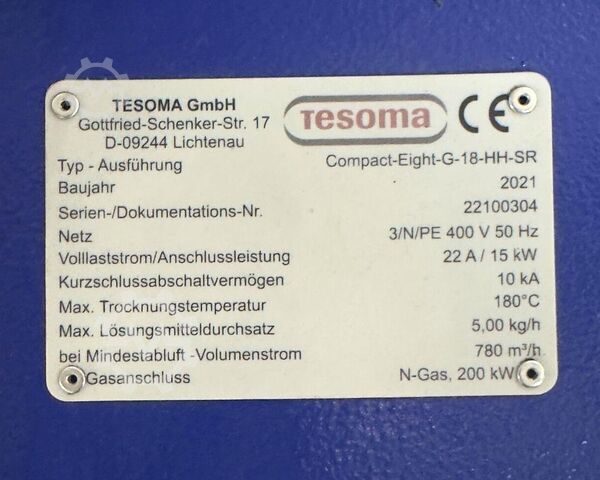 TESOMA GmbH
Gottfried-Schenker-Str. 17
D-09244 Lichtenau
Tesoma CE
Typ - Ausführung Compact-Eight-G-18-HH-SR
Baujahr 2021
Serien-/Dokumentations-Nr. 22100304
Netz 3/N/PE 400 V 50 Hz
Volllaststrom/Anschlussleistung 22 A / 15 kW
Kurzschlussabschaltvermögen 10 kA
Max. Trocknungstemperatur 180°C
Max. Lösungsmitteldurchsatz 5,00 kg/h
bei Mindestabluft -Volumenstrom 780 m³/h
Gasanschluss N-Gas, 200 kW